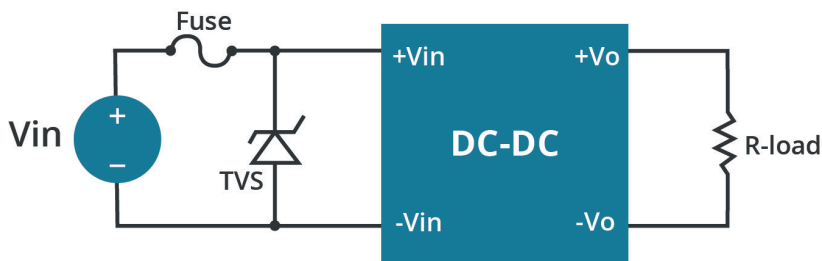 Fuse
+Vin
+Vo
+
Vin
DC-DC
R-load
−
TVS
-Vin
-Vo